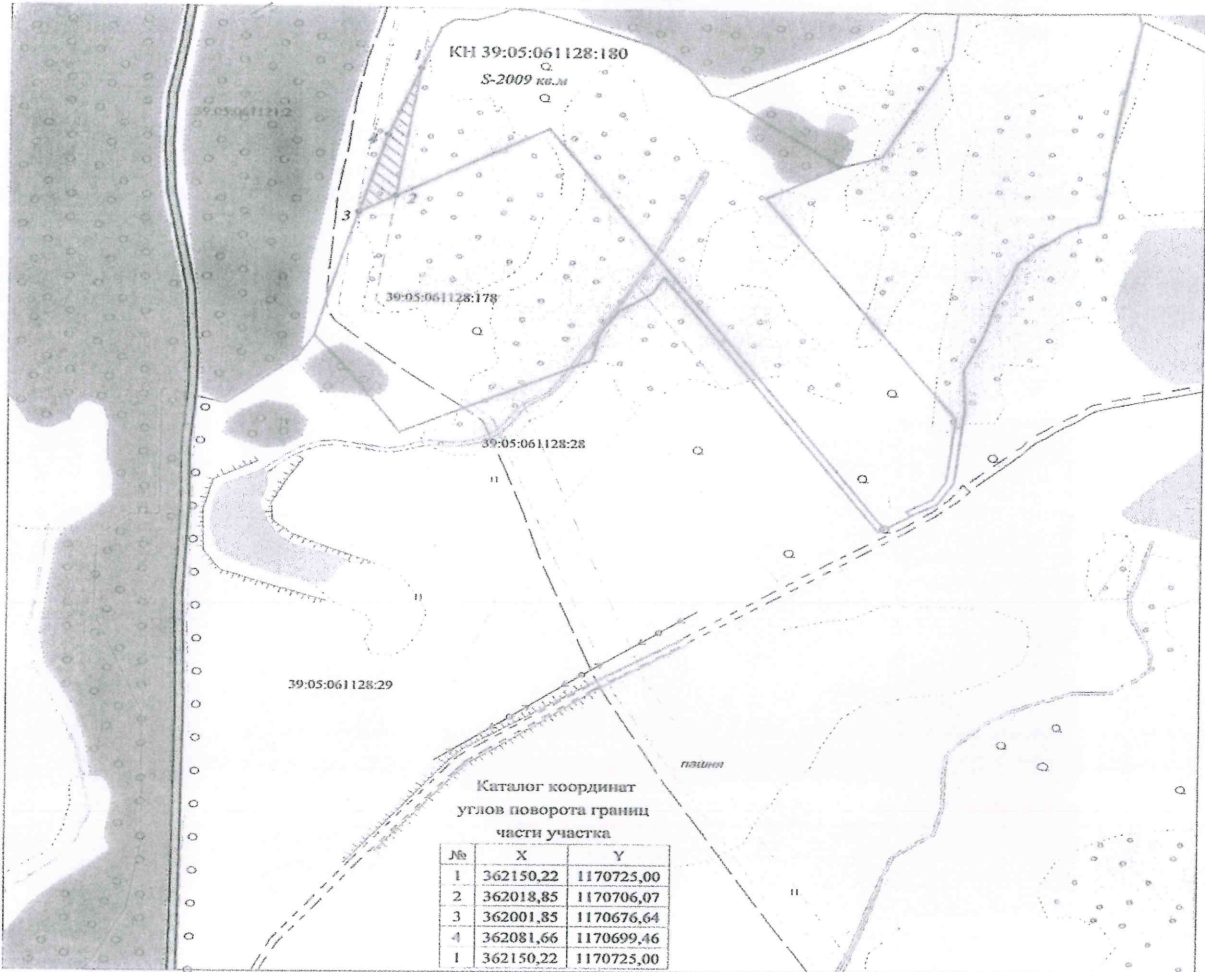 1
КН 39:05:061128:180
S-2009 кв.м
39:05:061121:2
4
2
3
39:05:061128:178
39:05:061128:28
39:05:061128:29
пашня
Каталог координат
углов поворота границ
части участка
№ X Y
1 362150,22 1170725,00
2 362018,85 1170706,07
3 362001,85 1170676,64
4 362081,66 1170699,46
1 362150,22 1170725,00